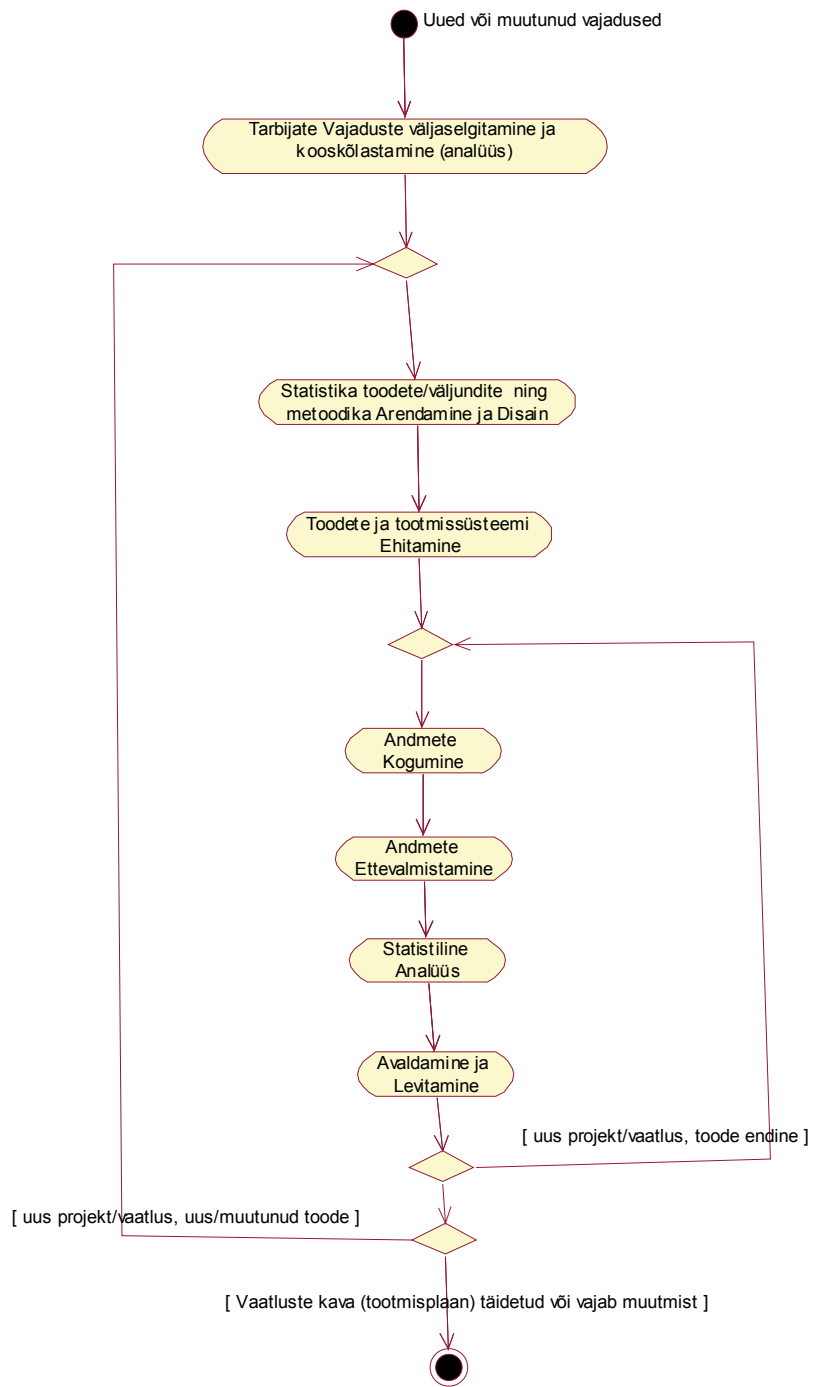 Uued või muutunud vajadused
Tarbijate Vajaduste väljaselgitamine ja
kooskõlastamine (analüüs)
Statistika toodete/väljundite ning
metoodika Arendamine ja Disain
Toodete ja tootmissüsteemi
Ehitamine
Andmete
Kogumine
Andmete
Ettevalmistamine
Statistiline
Analüüs
Avaldamine ja
Levitamine
[ uus projekt/vaatlus, toode endine ]
[ uus projekt/vaatlus, uus/muutunud toode ]
[ Vaatluste kava (tootmisplaan) täidetud või vajab muutmist ]